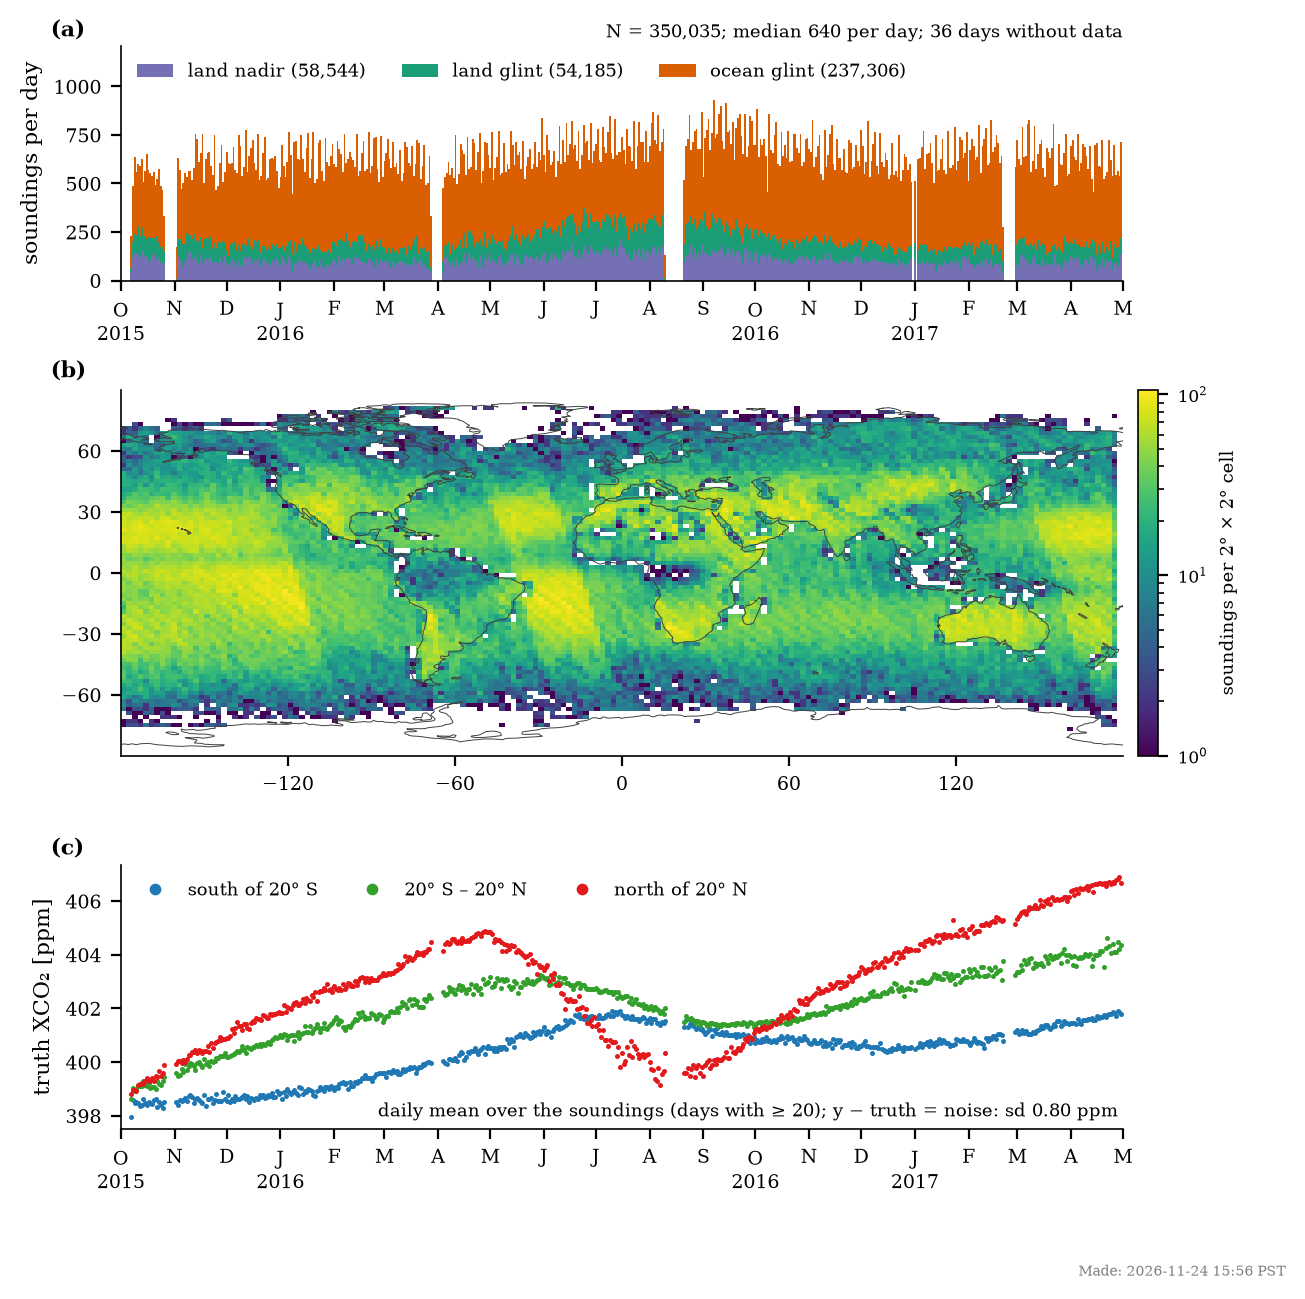 (a)
N = 350,035; median 640 per day; 36 days without data
land nadir (58,544) land glint (54,185) ocean glint (237,306)
soundings per day
1000
750
500
250
0
O N D J F M A M J J A S O N D J F M A M
2015 2016 2016 2017
(b)
60
30
0
−30
−60
−120 −60 0 60 120
10²
10¹
10⁰
soundings per 2° × 2° cell
(c)
south of 20° S 20° S – 20° N north of 20° N
truth XCO₂ [ppm]
406
404
402
400
398
daily mean over the soundings (days with ≥ 20); y − truth = noise: sd 0.80 ppm
O N D J F M A M J J A S O N D J F M A M
2015 2016 2016 2017
Made: 2026-11-24 15:56 PST